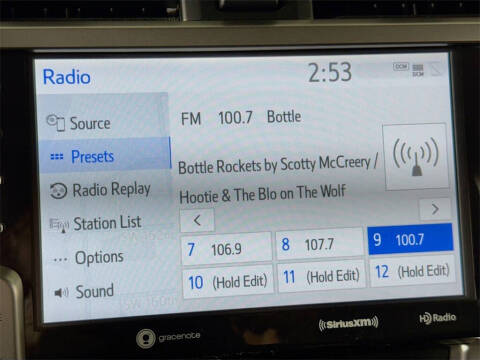 Radio
2:53
DCM
DCM
Source
Presets
Radio Replay
Station List
Options
Sound
FM 100.7 Bottle
Bottle Rockets by Scotty McCreery /
Hootie & The Blo on The Wolf
<
>
7 106.9
8 107.7
9 100.7
10 (Hold Edit)
11 (Hold Edit)
12 (Hold Edit)
gracenote
SiriusXM
HD Radio